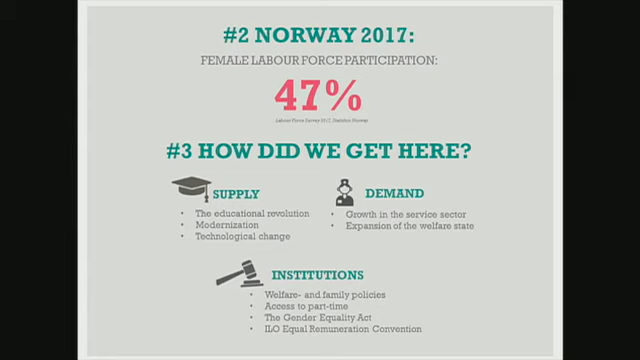 #2 NORWAY 2017:
FEMALE LABOUR FORCE PARTICIPATION:
47%
Labour Force Survey 2017, Statistics Norway
#3 HOW DID WE GET HERE?
SUPPLY
• The educational revolution
• Modernization
• Technological change
DEMAND
• Growth in the service sector
• Expansion of the welfare state
INSTITUTIONS
• Welfare- and family policies
• Access to part-time
• The Gender Equality Act
• ILO Equal Remuneration Convention